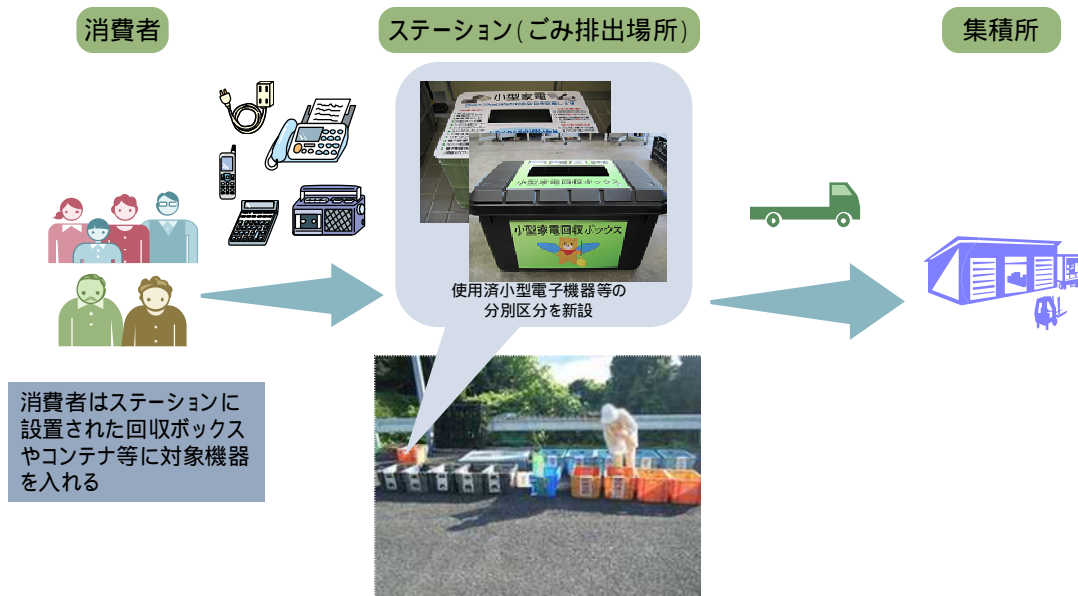 消費者
ステーション(ごみ排出場所)
集積所
小型家電
小型家電回収ボックス
小型家電回収ボックス
使用済小型電子機器等の
分別区分を新設
消費者はステーションに
設置された回収ボックス
やコンテナ等に対象機器
を入れる